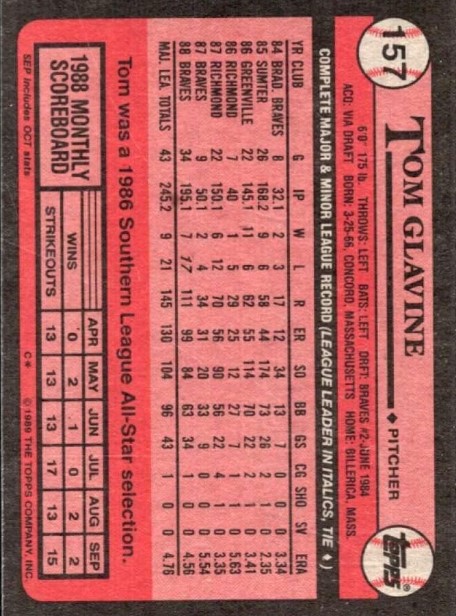 157
TOM GLAVINE ♦ PITCHER
TOPPS®
6'0" 175 lb. THROWS: LEFT BATS: LEFT DRFT: BRAVES #2-JUNE 1984
ACQ: VIA DRAFT BORN: 3-25-66, CONCORD, MASSACHUSETTS HOME: BILLERICA, MASS.
COMPLETE MAJOR & MINOR LEAGUE RECORD (LEAGUE LEADER IN ITALICS, TIE ♦)
YR CLUB G IP W L R ER SO BB GS CG SHO SV ERA
84 BRAD. BRAVES 8 32.1 2 3 17 12 34 13 7 0 0 0 3.34
85 SUMTER 26 168.2 9 6 58 44 174 73 26 2 1 0 2.35
86 GREENVILLE 22 145.1 11 6 62 55 114 70 22 2 1 0 3.41
86 RICHMOND 7 40 1 5 29 25 12 27 7 1 1 0 5.63
87 RICHMOND 22 150.1 6 12 70 56 90 56 22 4 1 0 3.35
87 BRAVES 9 50.1 2 4 34 31 20 33 9 0 0 0 5.54
88 BRAVES 34 195.1 7 17 111 99 84 63 34 1 0 0 4.56
MAJ. LEA. TOTALS 43 245.2 9 21 145 130 104 96 43 1 0 0 4.76
Tom was a 1986 Southern League All-Star selection.
1988 MONTHLY
SCOREBOARD
APR MAY JUN JUL AUG SEP
WINS 0 2 1 0 2 2
STRIKEOUTS 13 13 13 17 13 15
SEP includes OCT stats
C* ©1989 THE TOPPS COMPANY, INC.